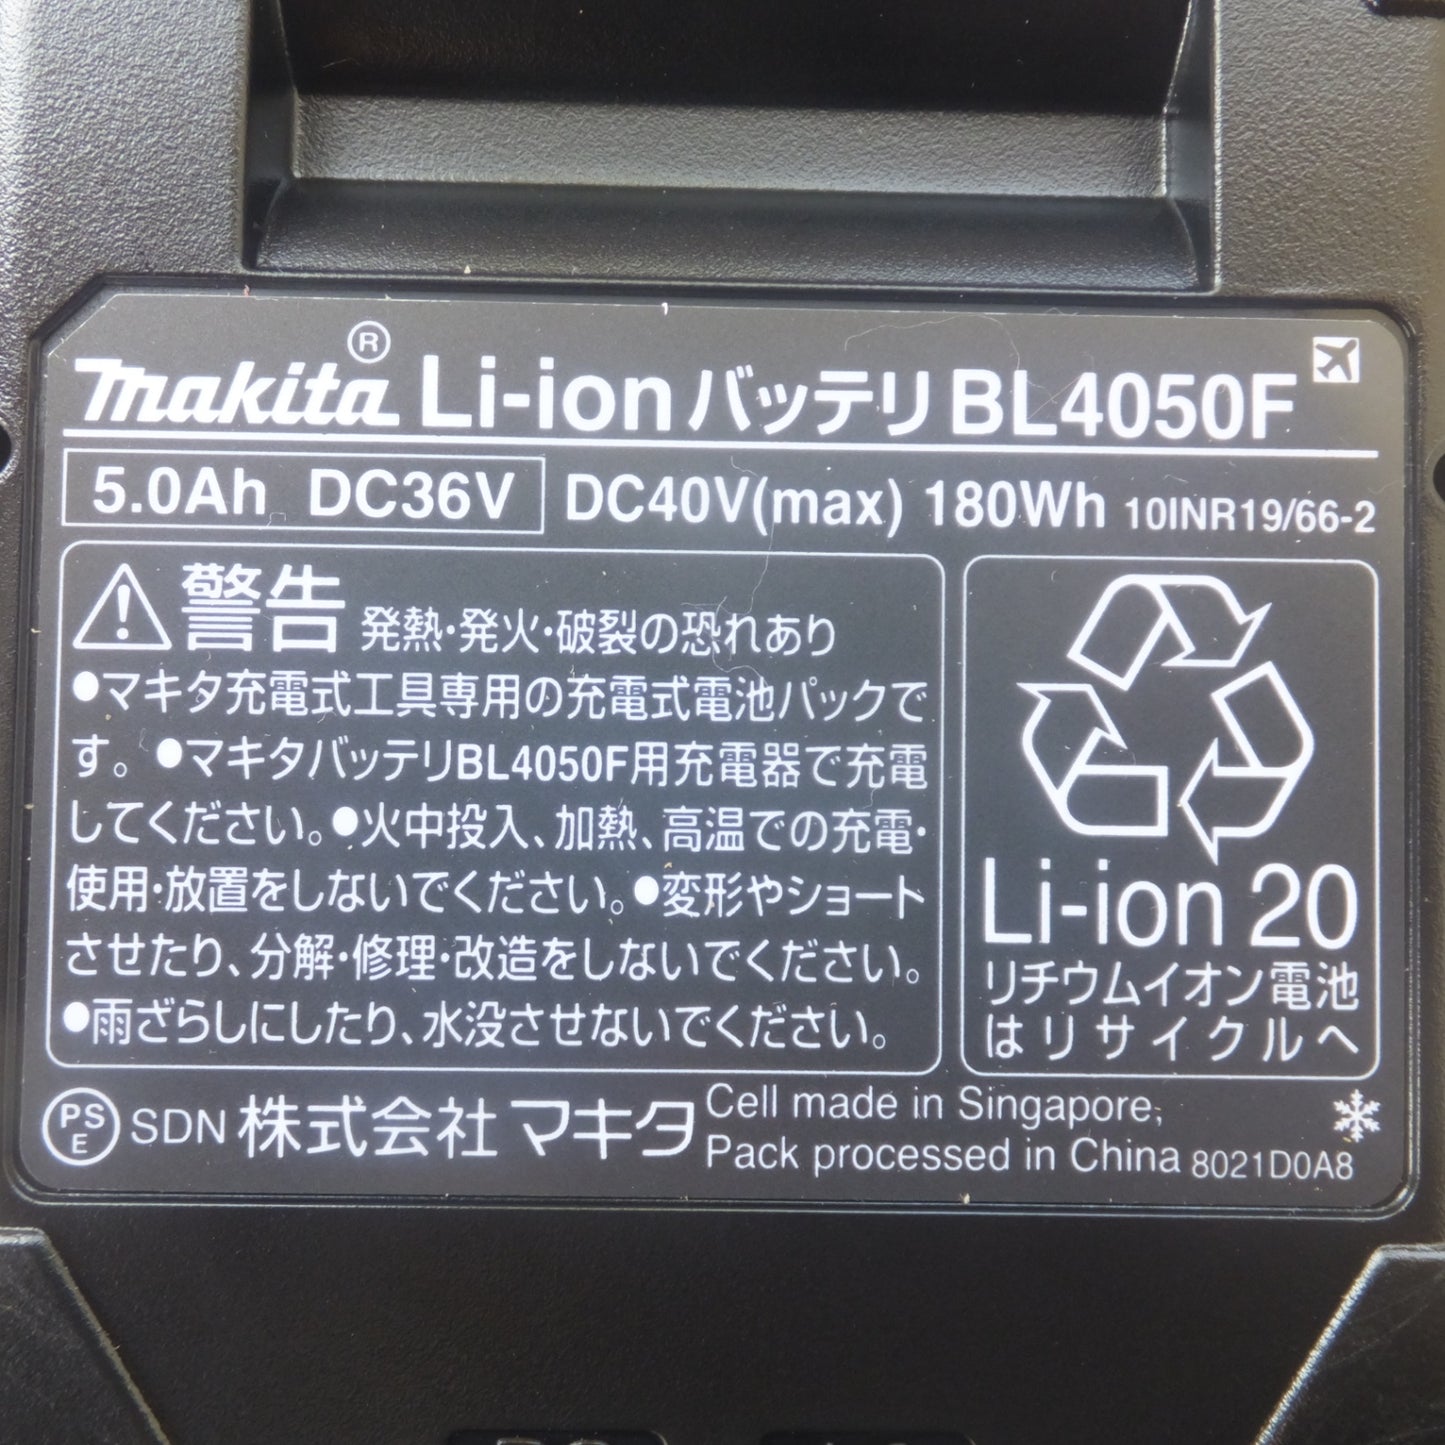 makita® Li-ionバッテリ BL4050F
5.0Ah DC36V DC40V(max) 180Wh 10INR19/66-2
警告 発熱・発火・破裂の恐れあり
●マキタ充電式工具専用の充電式電池パックで
す。●マキタバッテリBL4050F用充電器で充電
してください。●火中投入、加熱、高温での充電・
使用・放置をしないでください。●変形やショート
させたり、分解・修理・改造をしないでください。
●雨ざらしにしたり、水没させないでください。
Li-ion 20
リチウムイオン電池
はリサイクルへ
PS
E
SDN 株式会社 マキタ
Cell made in Singapore,
Pack processed in China 8021D0A8